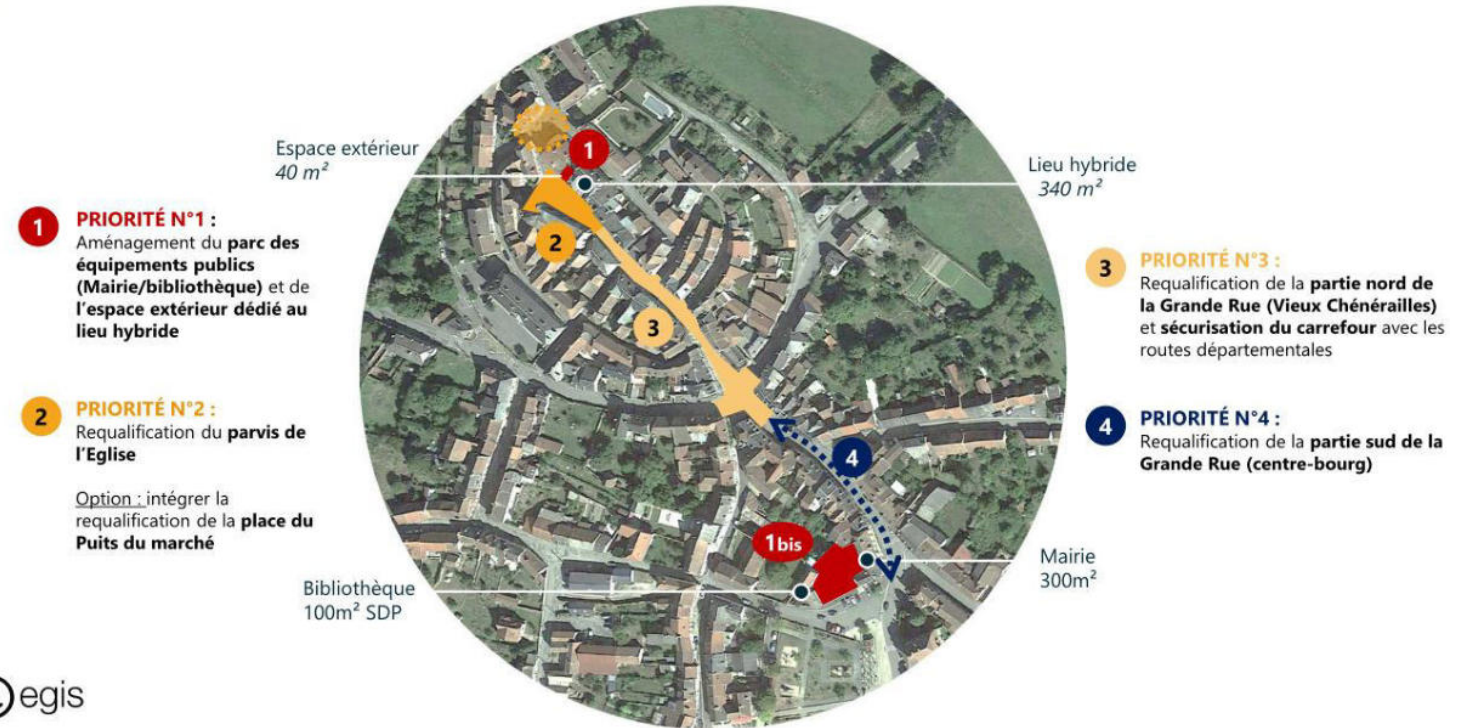 Espace extérieur
40 m²
1
Lieu hybride
340 m²
1
PRIORITÉ N°1 :
Aménagement du parc des
équipements publics
(Mairie/bibliothèque) et de
l'espace extérieur dédié au
lieu hybride
2
3
PRIORITÉ N°3 :
Requalification de la partie nord de
la Grande Rue (Vieux Chénérailles)
et sécurisation du carrefour avec les
routes départementales
3
2
PRIORITÉ N°2 :
Requalification du parvis de
l'Eglise
Option : intégrer la
requalification de la place du
Puits du marché
4
PRIORITÉ N°4 :
Requalification de la partie sud de la
Grande Rue (centre-bourg)
4
1bis
Mairie
300m²
Bibliothèque
100m² SDP
egis